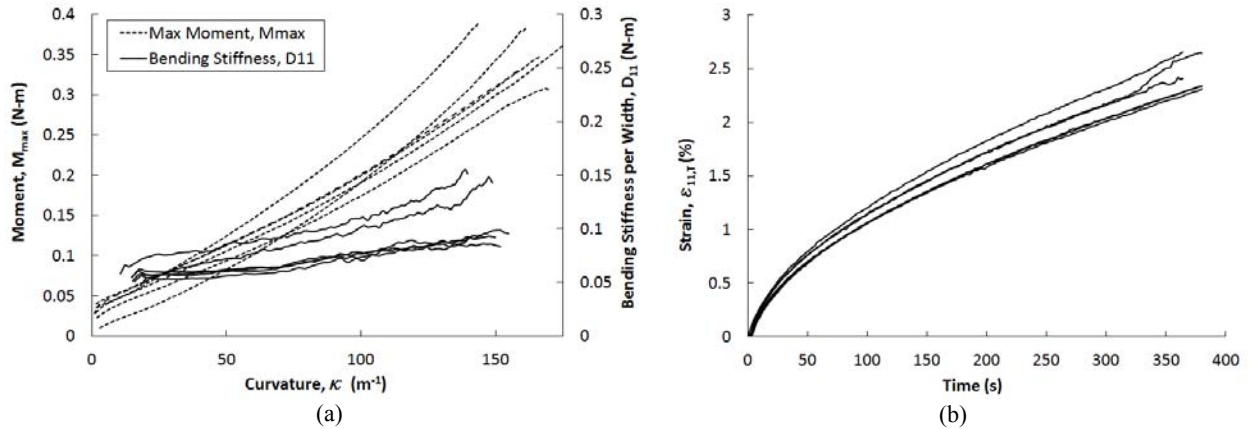 Max Moment, Mmax
Bending Stiffness, D11
0.4
0.35
0.3
0.25
0.2
0.15
0.1
0.05
0
Moment, Mmax (N-m)
0 50 100 150
Curvature, κ (m-1)
0.3
0.25
0.2
0.15
0.1
0.05
0
Bending Stiffness per Width, D11 (N-m)
(a)
3
2.5
2
1.5
1
0.5
0
Strain, ε11,T (%)
0 50 100 150 200 250 300 350 400
Time (s)
(b)